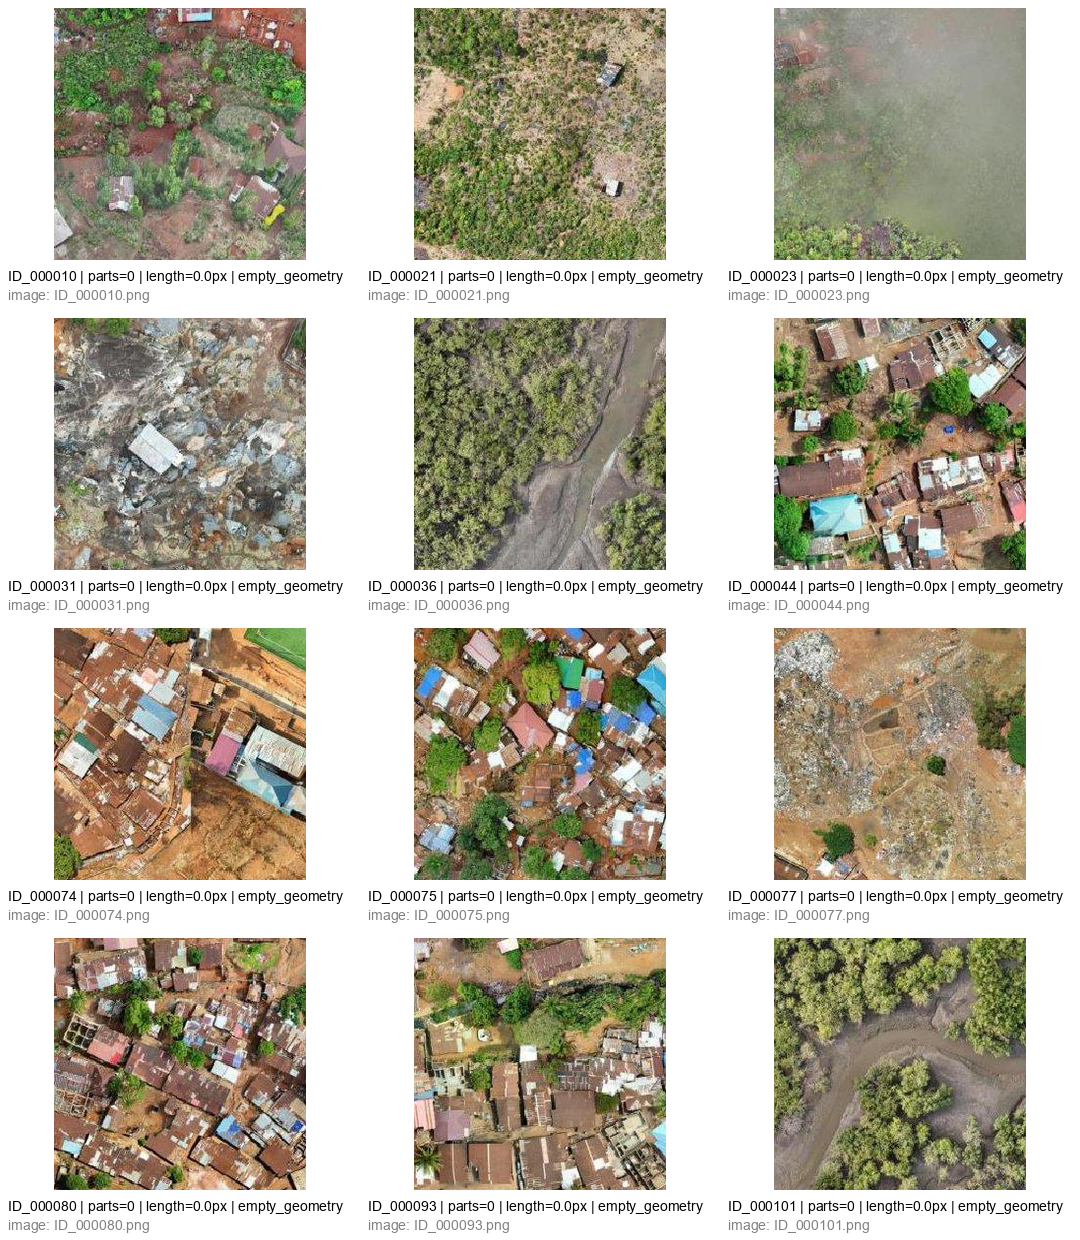 ID_000010 | parts=0 | length=0.0px | empty_geometry
image: ID_000010.png
ID_000021 | parts=0 | length=0.0px | empty_geometry
image: ID_000021.png
ID_000023 | parts=0 | length=0.0px | empty_geometry
image: ID_000023.png
ID_000031 | parts=0 | length=0.0px | empty_geometry
image: ID_000031.png
ID_000036 | parts=0 | length=0.0px | empty_geometry
image: ID_000036.png
ID_000044 | parts=0 | length=0.0px | empty_geometry
image: ID_000044.png
ID_000074 | parts=0 | length=0.0px | empty_geometry
image: ID_000074.png
ID_000075 | parts=0 | length=0.0px | empty_geometry
image: ID_000075.png
ID_000077 | parts=0 | length=0.0px | empty_geometry
image: ID_000077.png
ID_000080 | parts=0 | length=0.0px | empty_geometry
image: ID_000080.png
ID_000093 | parts=0 | length=0.0px | empty_geometry
image: ID_000093.png
ID_000101 | parts=0 | length=0.0px | empty_geometry
image: ID_000101.png